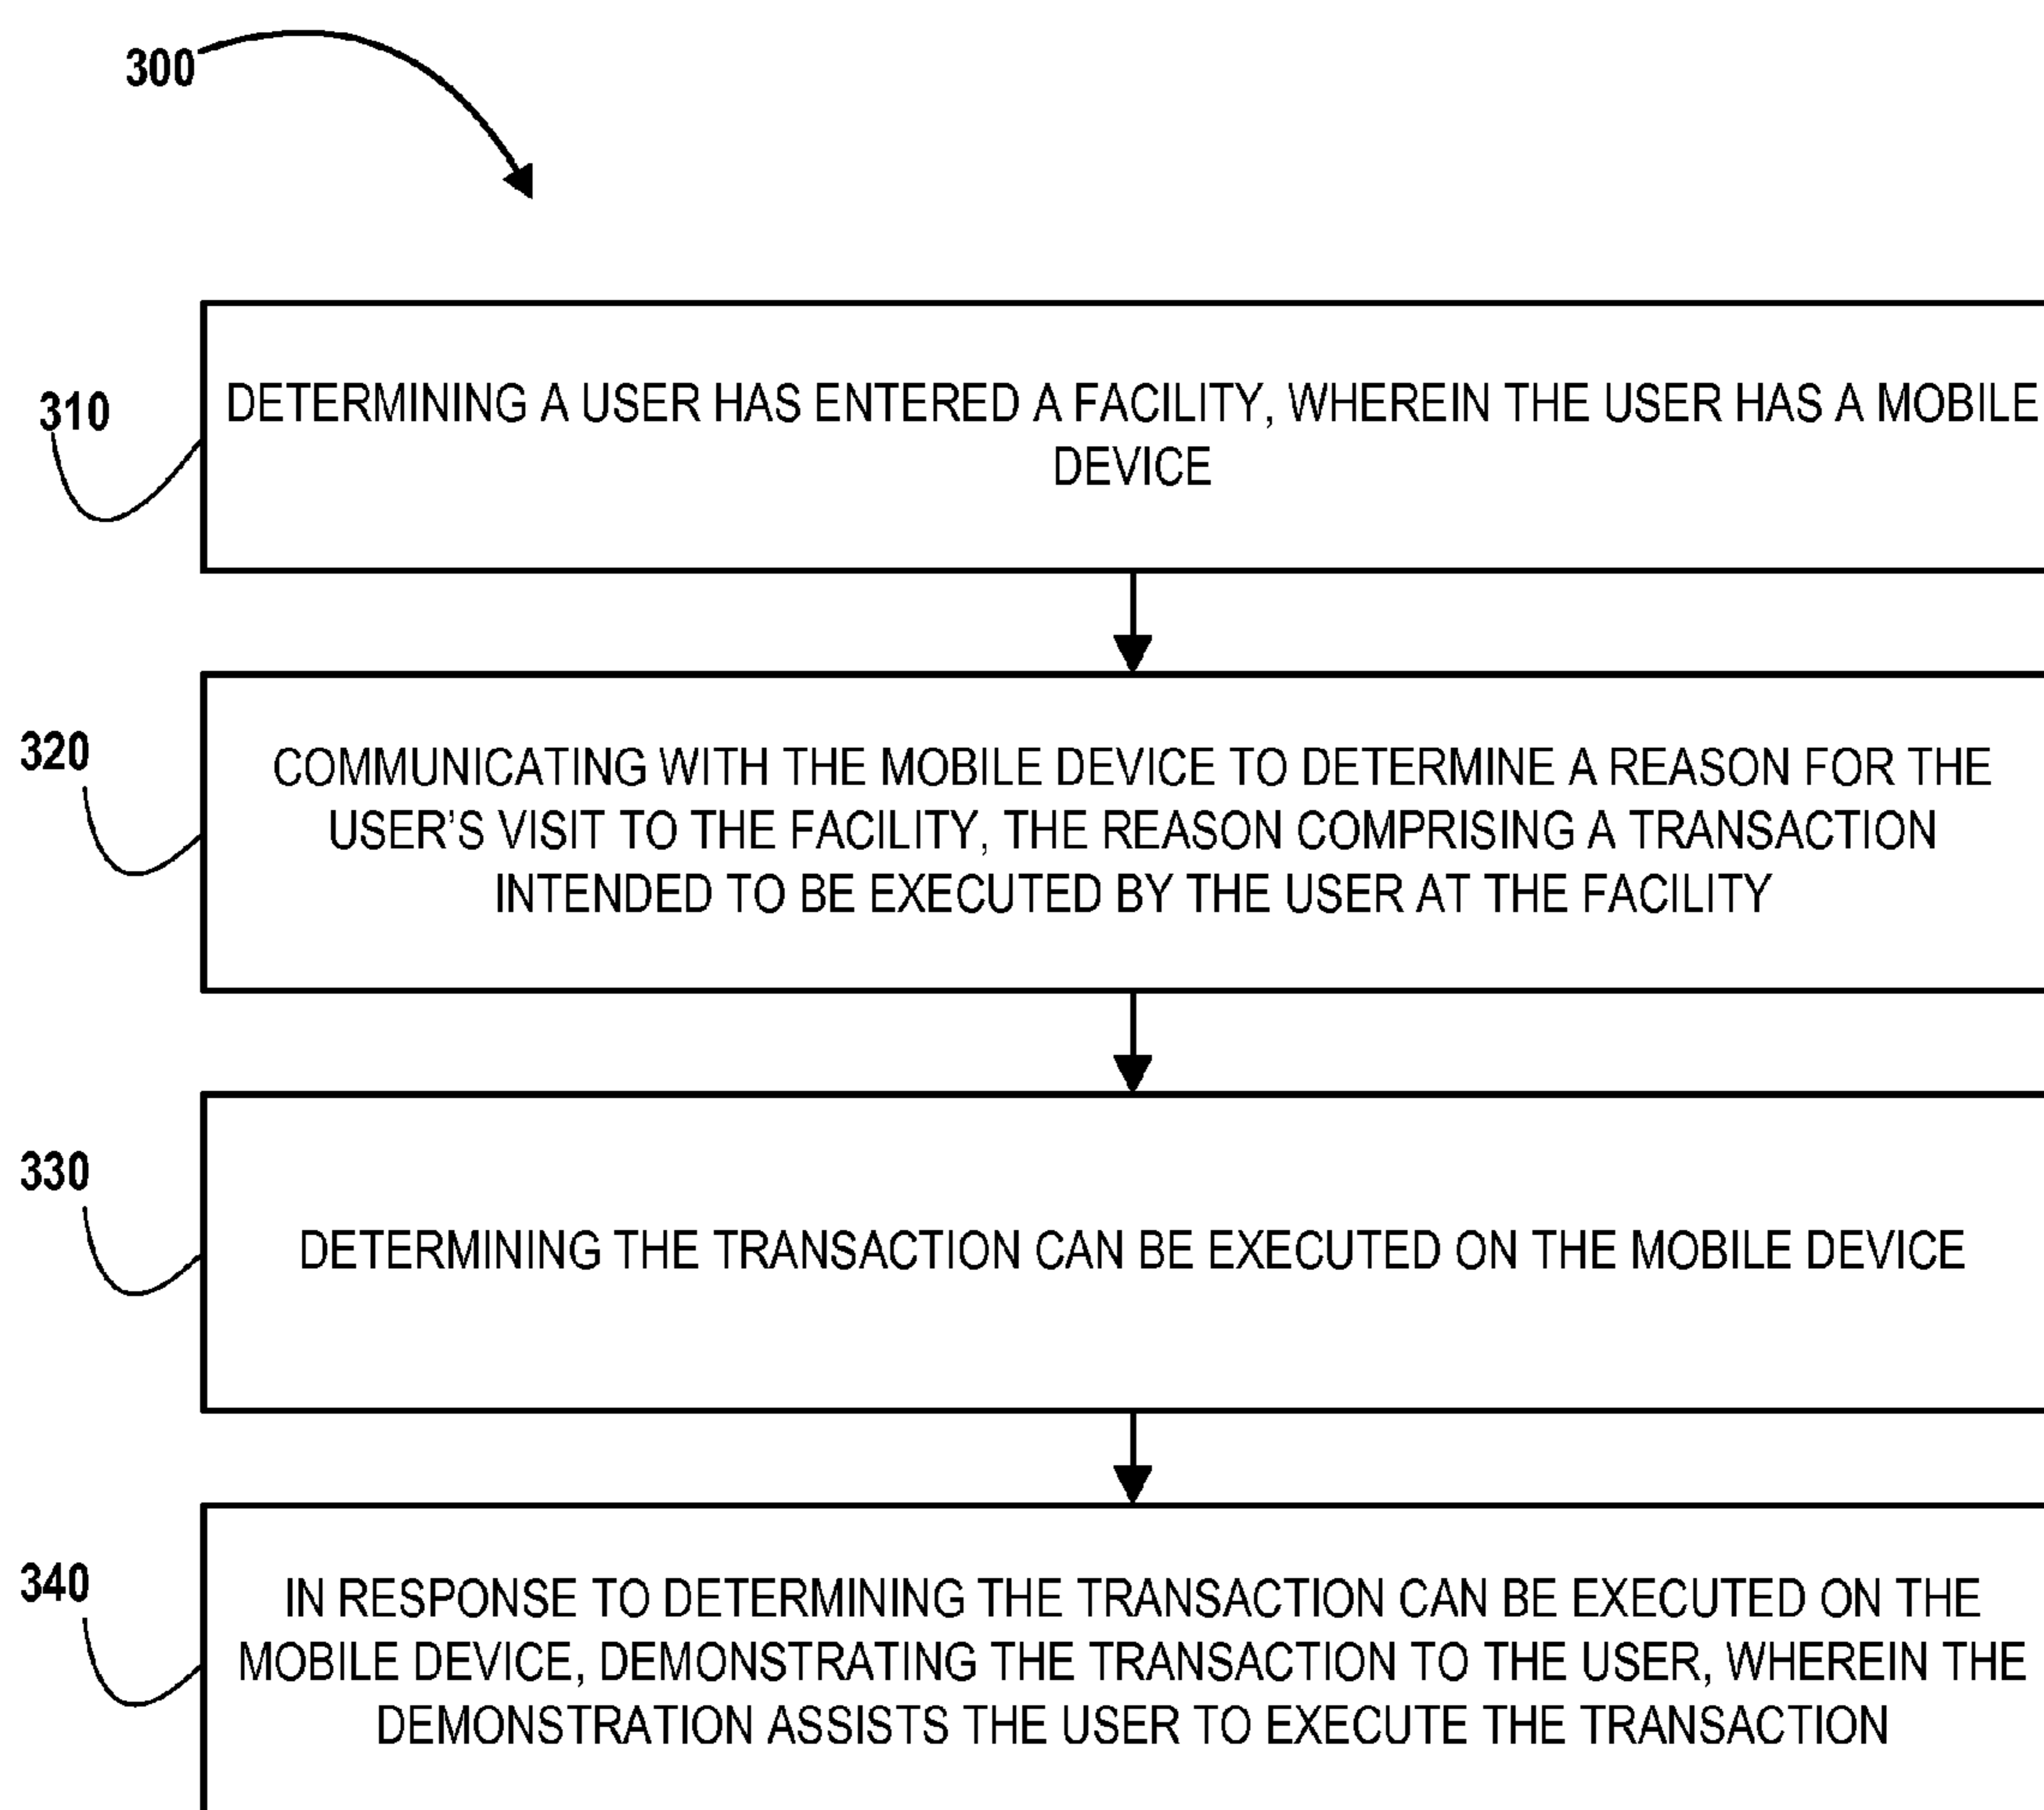 300
310
DETERMINING A USER HAS ENTERED A FACILITY, WHEREIN THE USER HAS A MOBILE
DEVICE
320
COMMUNICATING WITH THE MOBILE DEVICE TO DETERMINE A REASON FOR THE
USER'S VISIT TO THE FACILITY, THE REASON COMPRISING A TRANSACTION
INTENDED TO BE EXECUTED BY THE USER AT THE FACILITY
330
DETERMINING THE TRANSACTION CAN BE EXECUTED ON THE MOBILE DEVICE
340
IN RESPONSE TO DETERMINING THE TRANSACTION CAN BE EXECUTED ON THE
MOBILE DEVICE, DEMONSTRATING THE TRANSACTION TO THE USER, WHEREIN THE
DEMONSTRATION ASSISTS THE USER TO EXECUTE THE TRANSACTION